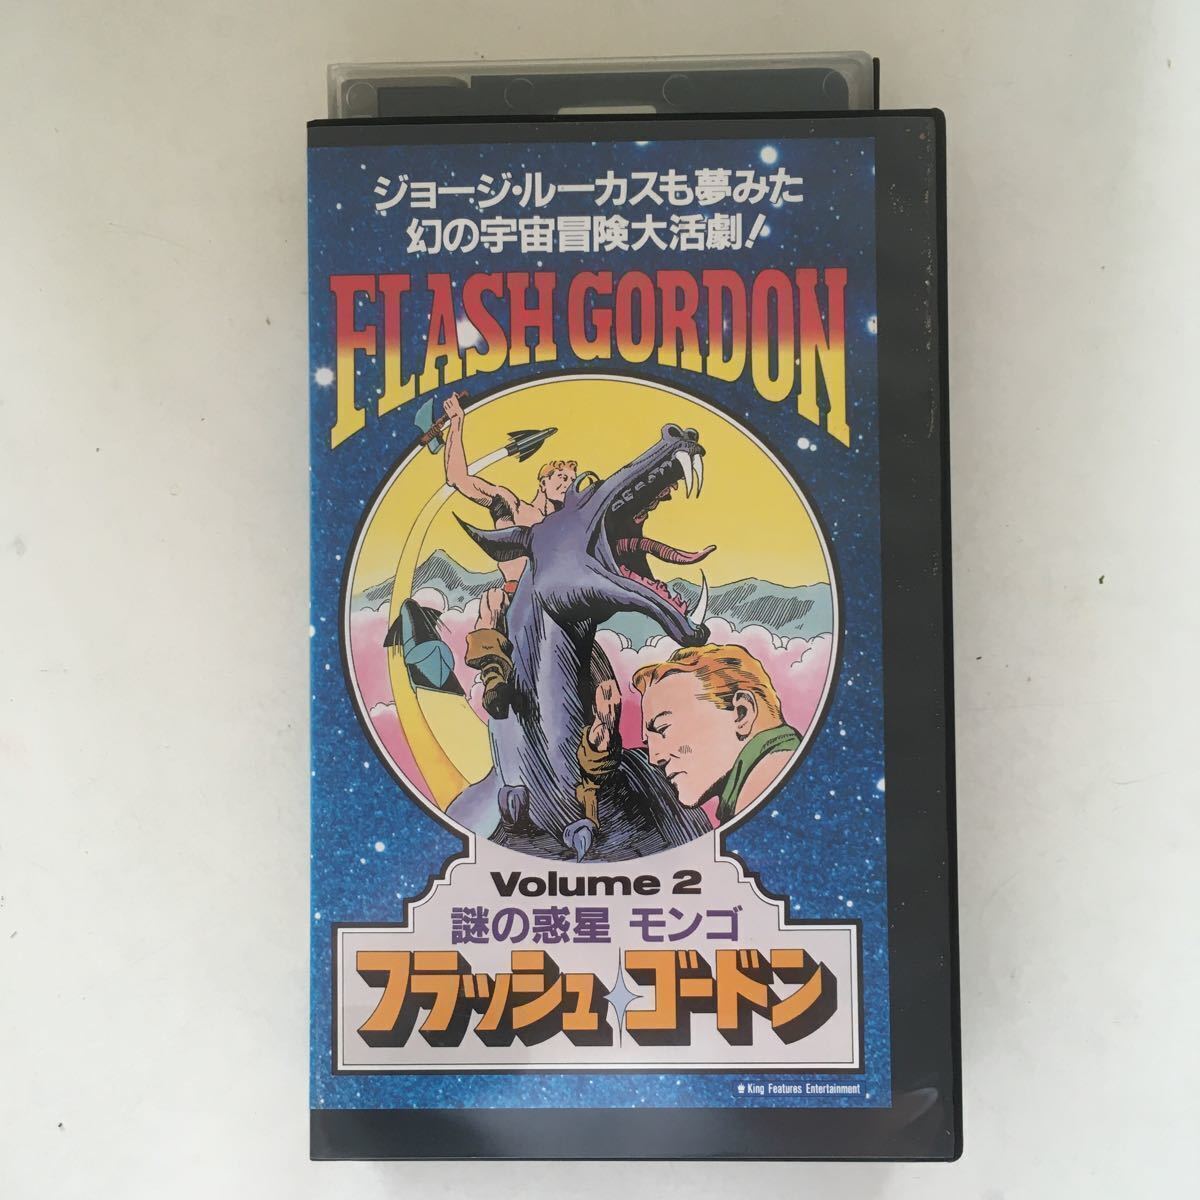 ジョージ・ルーカスも夢みた
幻の宇宙冒険大活劇!
FLASH GORDON
Volume 2
謎の惑星 モンゴ
フラッシュ・ゴードン
King Features Entertainment